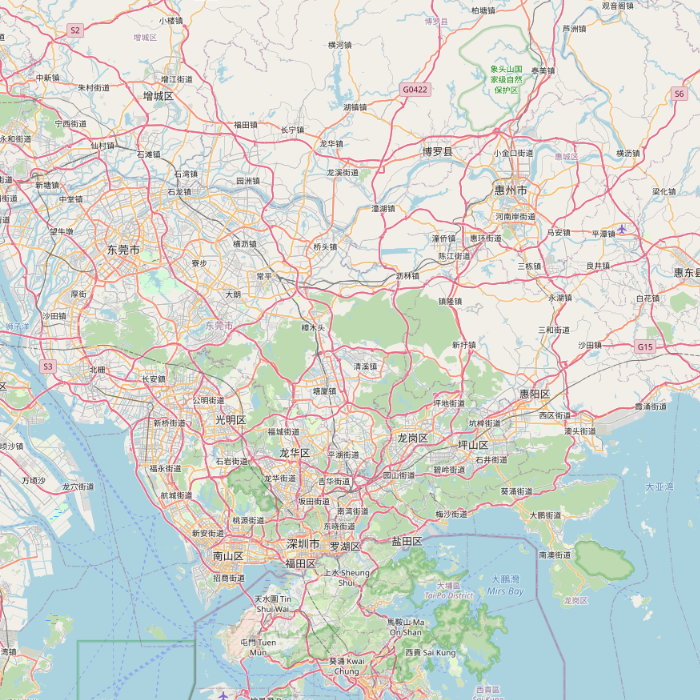 柏塘镇
观音阁镇
小楼镇
博罗县
芦洲镇
S2
增城区
横河镇
象头山国
家级自然
保护区
泰美镇
中新镇
增江街道
朱村街道
G0422
S6
增城区
湖镇镇
宁西街道
福田镇
长宁镇
永和街道
仙村镇
龙华镇
石滩镇
博罗县
小金口街道
惠城区
横沥镇
石湾镇
龙溪街道
园洲镇
新塘镇
石龙镇
惠州市
梁化镇
中堂镇
潼湖镇
河南岸街道
望牛墩
马安镇
平潭镇
东莞市
横沥镇
桥头镇
潼侨镇
惠环街道
陈江街道
寮步
三栋镇
良井镇
常平
沥林镇
惠东县
厚街
大朗
镇隆镇
永湖镇
白花镇
沙田镇
狮子洋
东莞市
樟木头
三和街道
新圩镇
沙田镇
G15
S3
北栅
清溪镇
长安镇
塘厦镇
惠阳区
公明街道
坪地街道
霞涌街道
光明区
西区街道
新桥街道
坑梓街道
澳头街道
福城街道
龙岗区
坪山区
龙华区
平湖街道
石岩街道
石井街道
福永街道
碧岭街道
园山街道
万顷沙
龙穴街道
龙华街道
吉华街道
大亚湾
航城街道
葵涌街道
坂田街道
南湾街道
桃源街道
梅沙街道
大鹏街道
东晓街道
新安街道
深圳市
罗湖区
盐田区
南山区
南澳街道
福田区
招商街道
上水 Sheung
Shui
大鵬灣
Mirs Bay
大埔區
Tai Po District
天水圍 Tin
Shui Wai
龙岗区
馬鞍山 Ma
On Shan
屯門 Tuen
Mun
西貢 Sai Kung
葵涌 Kwai
Chung
湾镇
西貢區